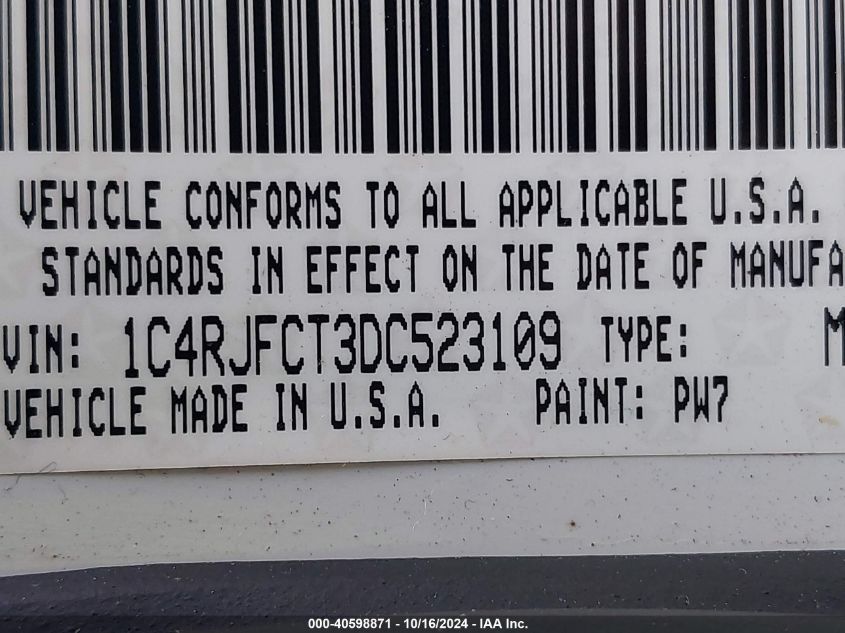 VEHICLE CONFORMS TO ALL APPLICABLE U.S.A.
STANDARDS IN EFFECT ON THE DATE OF MANUFA
VIN: 1C4RJFCT3DC523109 TYPE: M
VEHICLE MADE IN U.S.A. PAINT: PW7
000-40598871 - 10/16/2024 - IAA Inc.